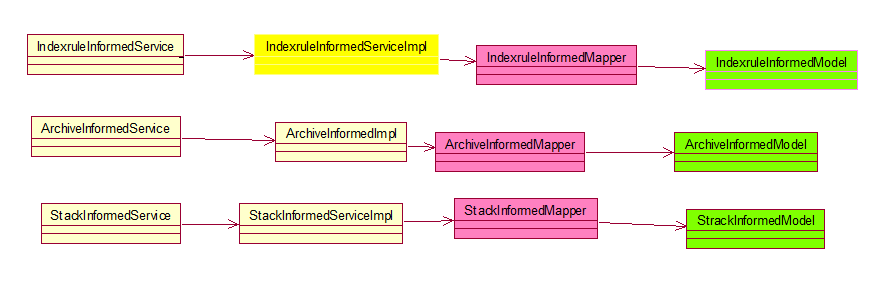 IndexruleInformedService
IndexruleInformedServiceImpl
IndexruleInformedMapper
IndexruleInformedModel
ArchiveInformedService
ArchiveInformedImpl
ArchiveInformedMapper
ArchiveInformedModel
StackInformedService
StackInformedServiceImpl
StackInformedMapper
StrackInformedModel